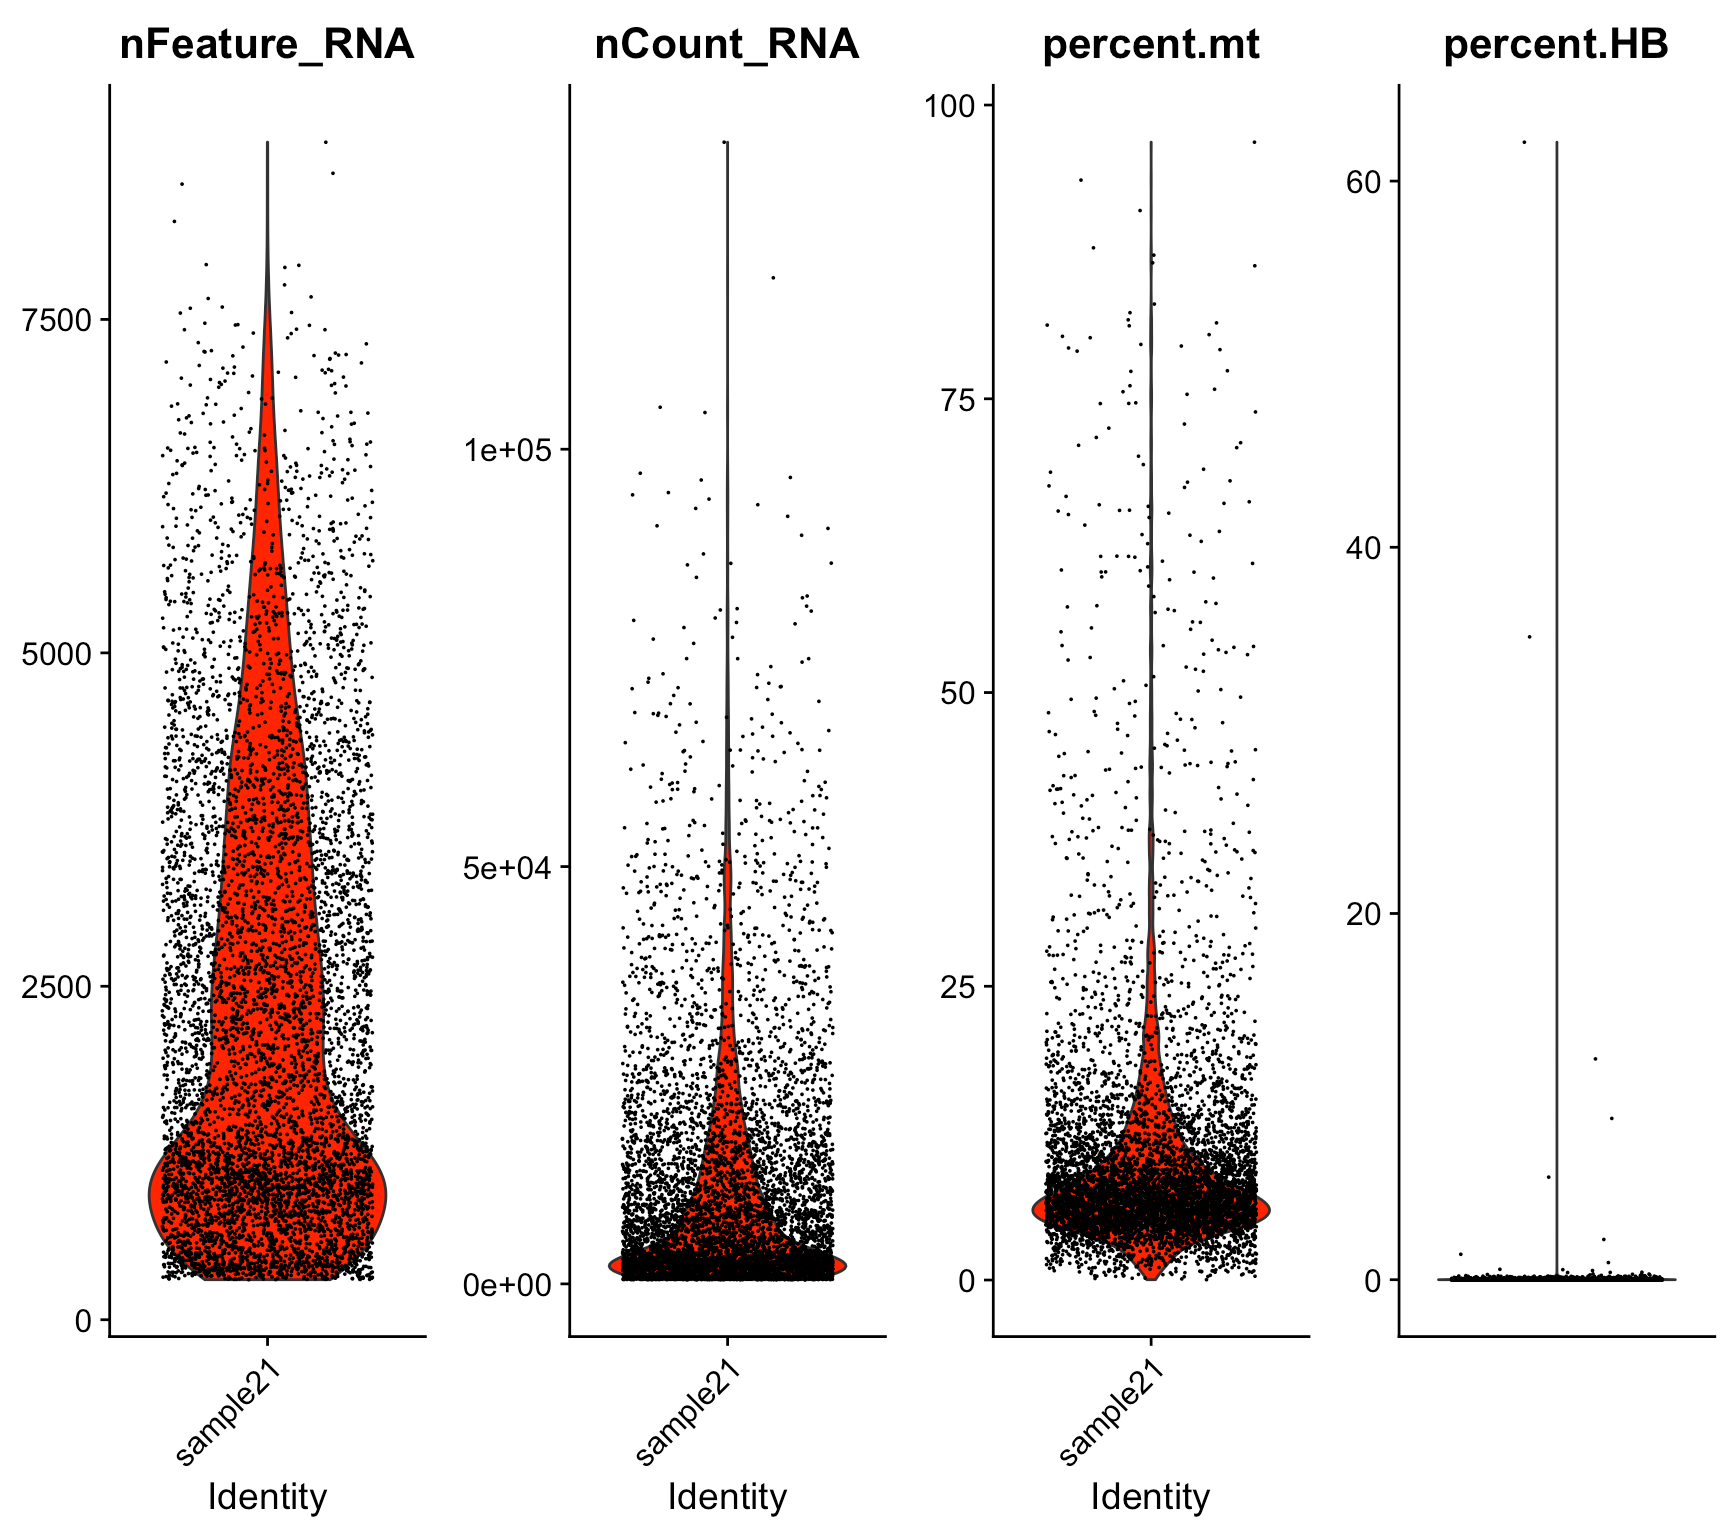 nFeature_RNA
7500
5000
2500
0
sample21
Identity
nCount_RNA
1e+05
5e+04
0e+00
sample21
Identity
percent.mt
100
75
50
25
0
sample21
Identity
percent.HB
60
40
20
0